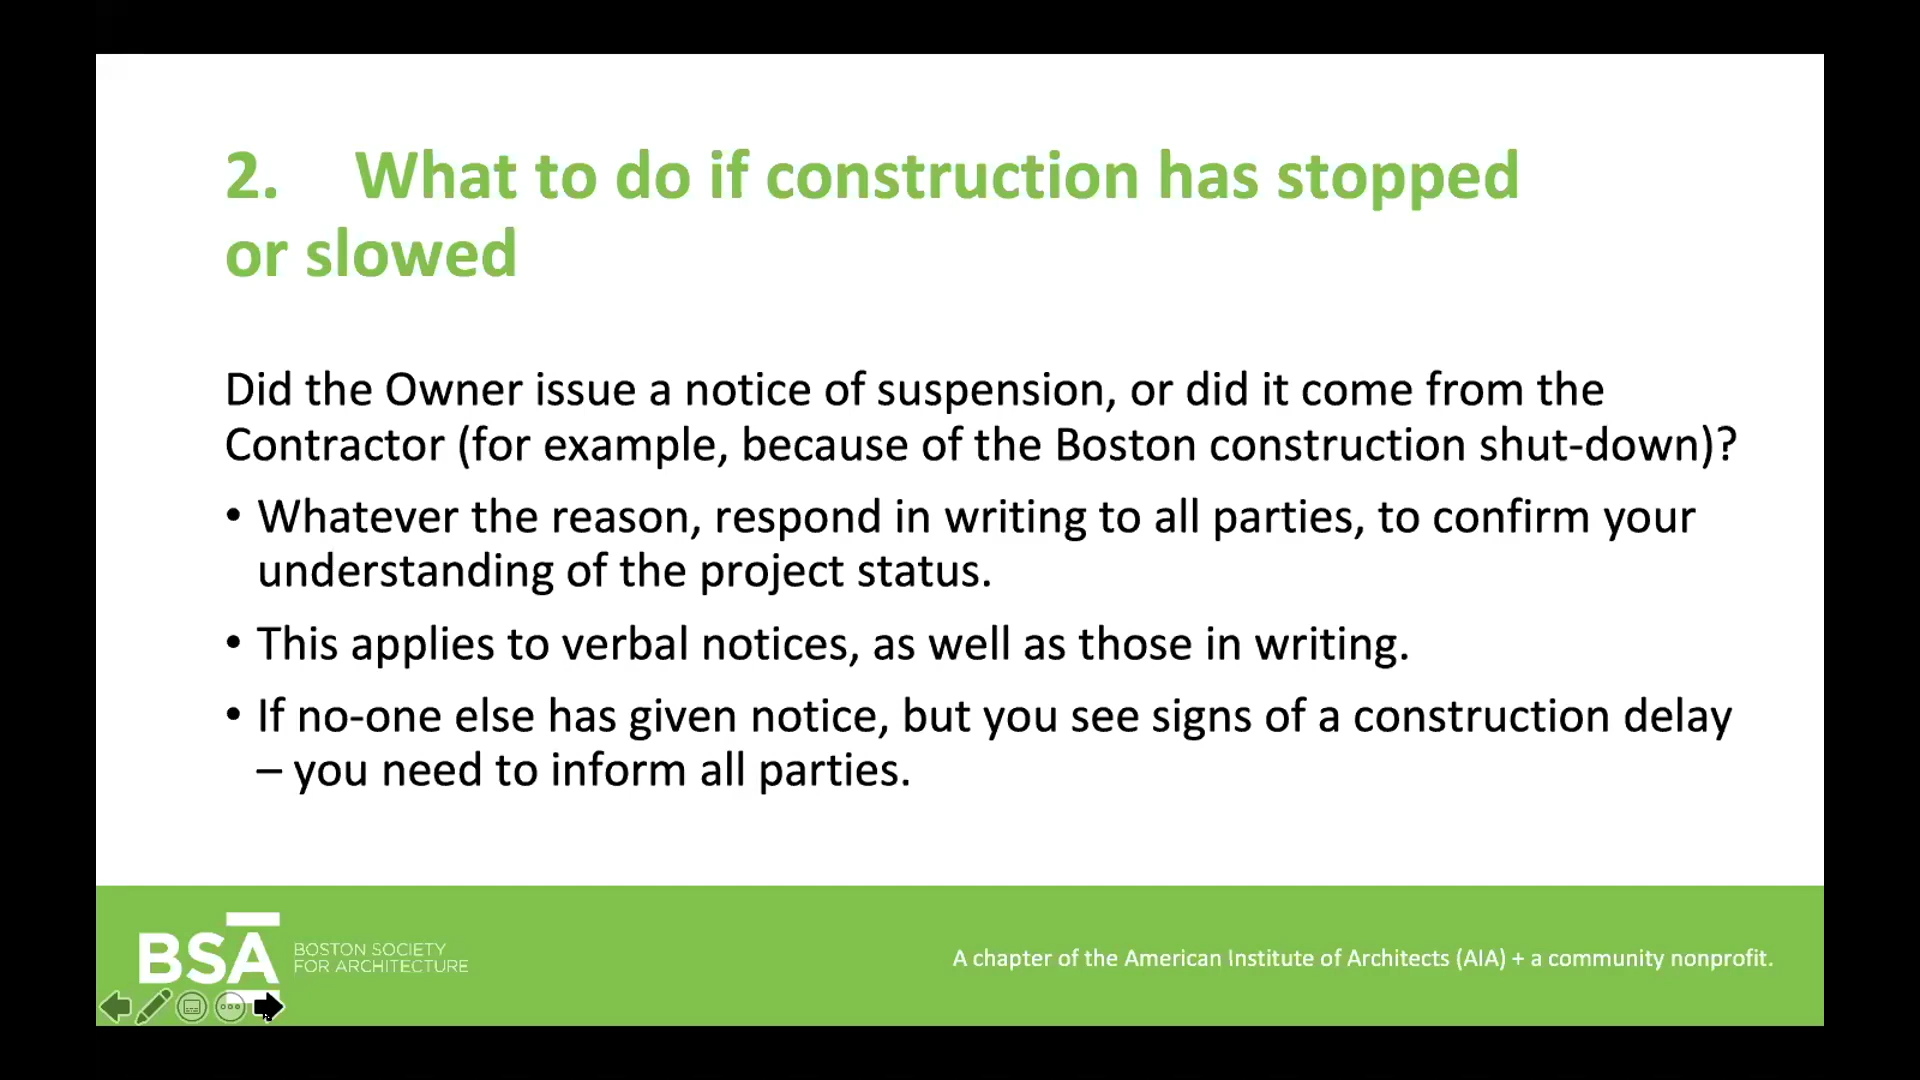 2. What to do if construction has stopped
or slowed
Did the Owner issue a notice of suspension, or did it come from the
Contractor (for example, because of the Boston construction shut-down)?
• Whatever the reason, respond in writing to all parties, to confirm your
understanding of the project status.
• This applies to verbal notices, as well as those in writing.
• If no-one else has given notice, but you see signs of a construction delay
– you need to inform all parties.
BSA
BOSTON SOCIETY
FOR ARCHITECTURE
A chapter of the American Institute of Architects (AIA) + a community nonprofit.